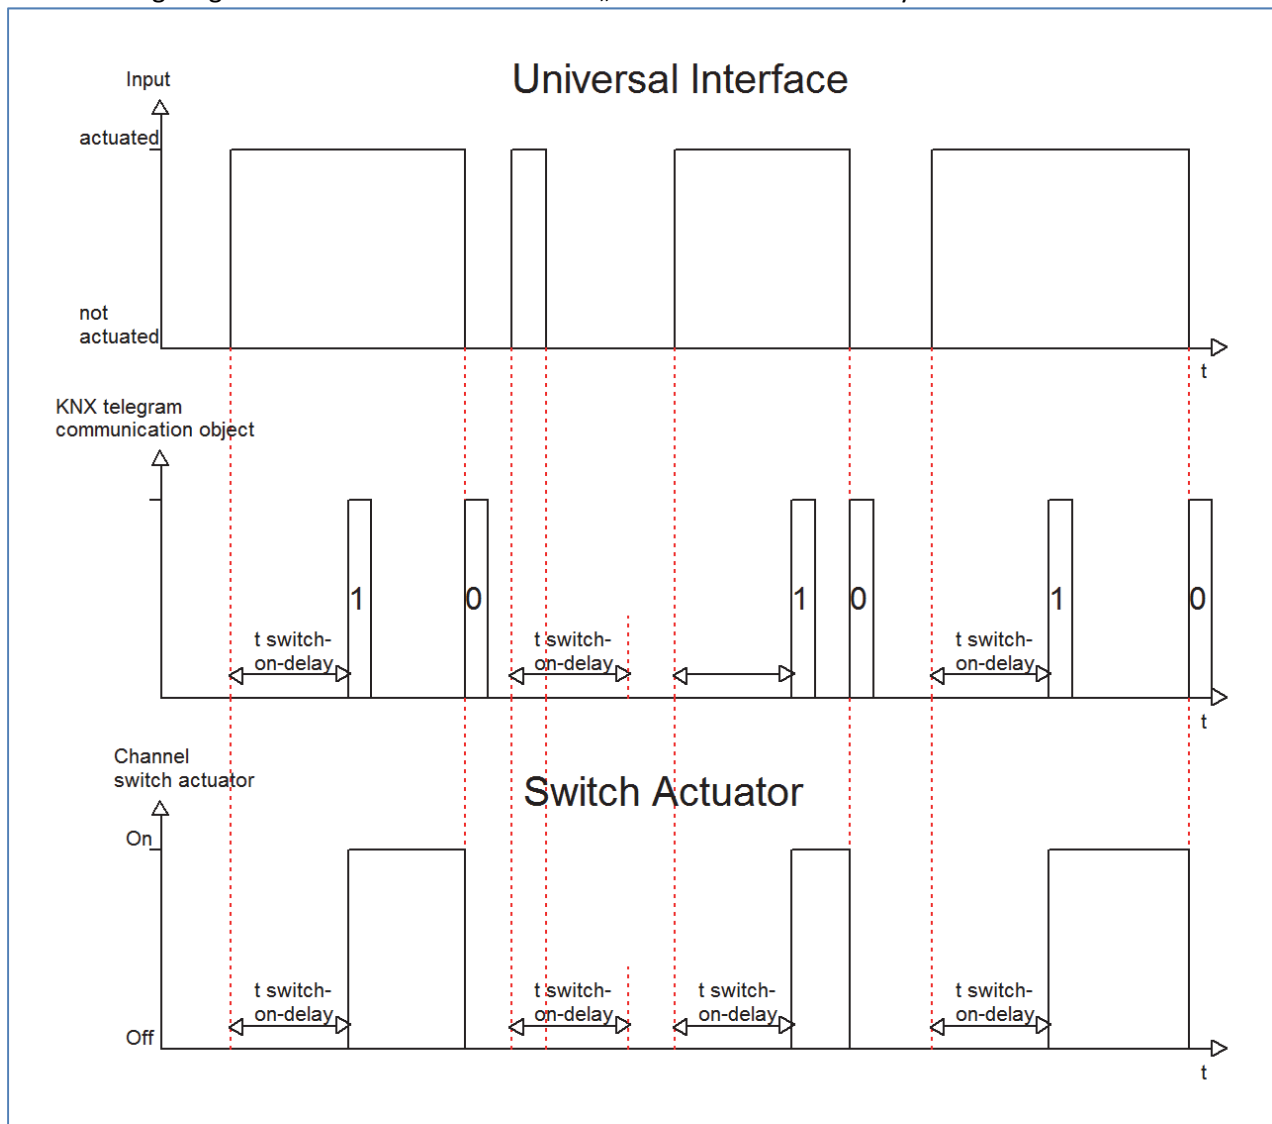 Universal Interface
Input
actuated
not
actuated
t
KNX telegram
communication object
1
0
1
0
1
0
t switch-
on-delay
t switch-
on-delay
t switch-
on-delay
t
Channel
switch actuator
Switch Actuator
On
t switch-
on-delay
t switch-
on-delay
t switch-
on-delay
t switch-
on-delay
Off
t